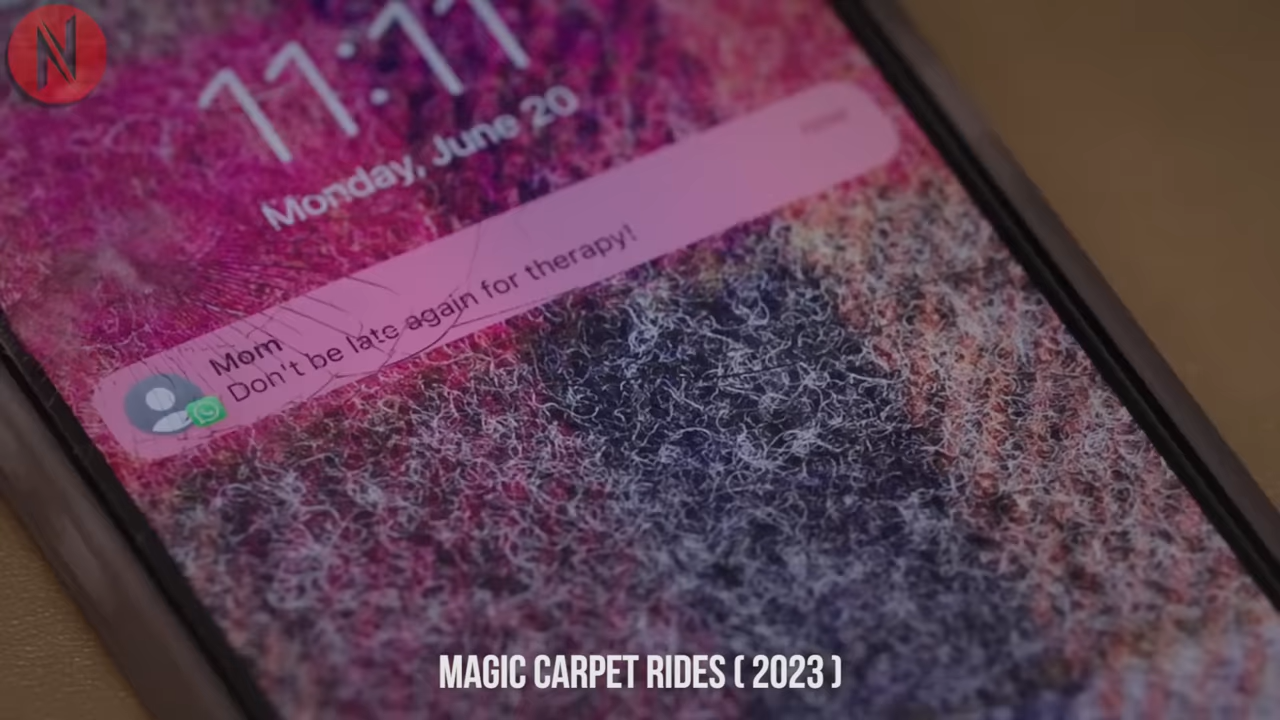 N
11:11
Monday, June 20
Mom
Don't be late again for therapy!
MAGIC CARPET RIDES ( 2023 )